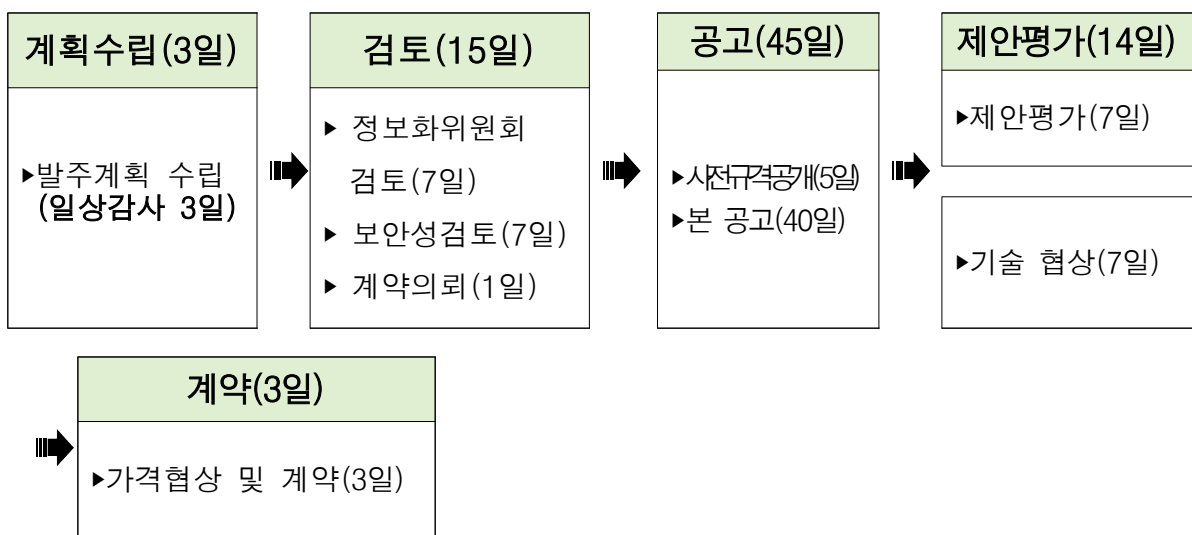 계획수립(3일)
▶발주계획 수립
(일상감사 3일)
검토(15일)
▶ 정보화위원회
검토(7일)
▶ 보안성검토(7일)
▶ 계약의뢰(1일)
공고(45일)
▶사전규격공개(5일)
▶본 공고(40일)
제안평가(14일)
▶제안평가(7일)
▶기술 협상(7일)
계약(3일)
▶가격협상 및 계약(3일)